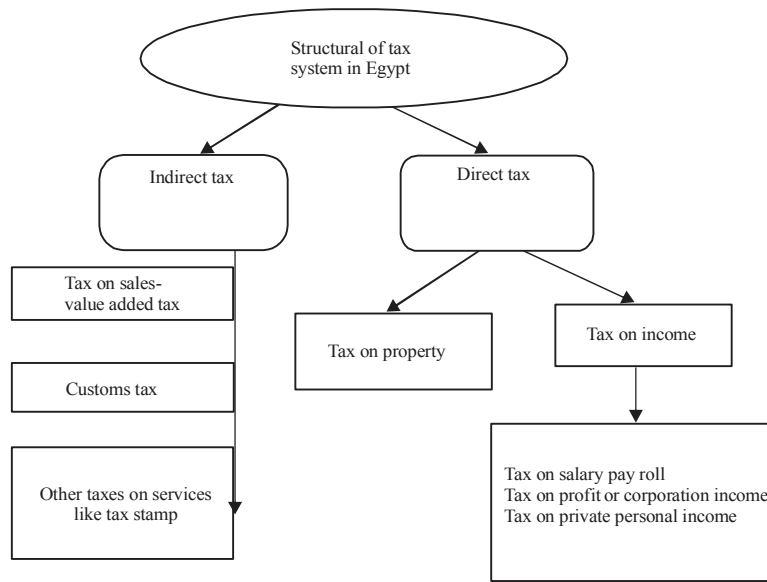 Structural of tax
system in Egypt
Indirect tax
Direct tax
Tax on sales-
value added tax
Tax on property
Tax on income
Customs tax
Other taxes on services
like tax stamp
Tax on salary pay roll
Tax on profit or corporation income
Tax on private personal income